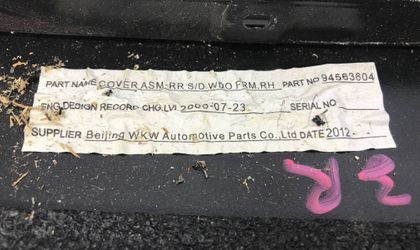 PART NAME COVER ASM-RR S/D WDO FRM, RH PART NO 94563604
ENG.DESIGN RECORD CHG.LVL 2000-07-23 SERIAL NO
SUPPLIER Beijing WKW Automotive Parts Co.,Ltd DATE 2012